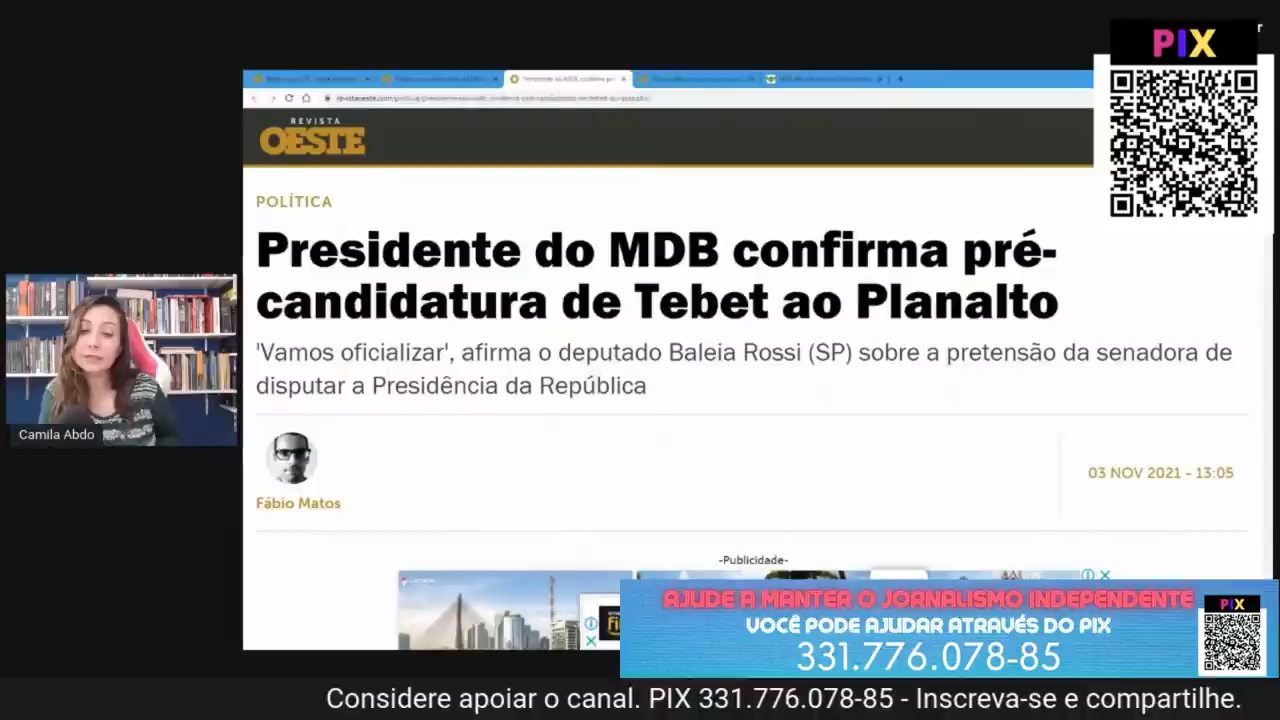 PIX
REVISTA
OESTE
POLÍTICA
Presidente do MDB confirma pré-
candidatura de Tebet ao Planalto
'Vamos oficializar', afirma o deputado Baleia Rossi (SP) sobre a pretensão da senadora de
disputar a Presidência da República
Camila Abdo
03 NOV 2021 - 13:05
Fábio Matos
-Publicidade-
AJUDE A MANTER O JORNALISMO INDEPENDENTE
PIX
VOCÊ PODE AJUDAR ATRAVÉS DO PIX
331.776.078-85
Considere apoiar o canal. PIX 331.776.078-85 - Inscreva-se e compartilhe.